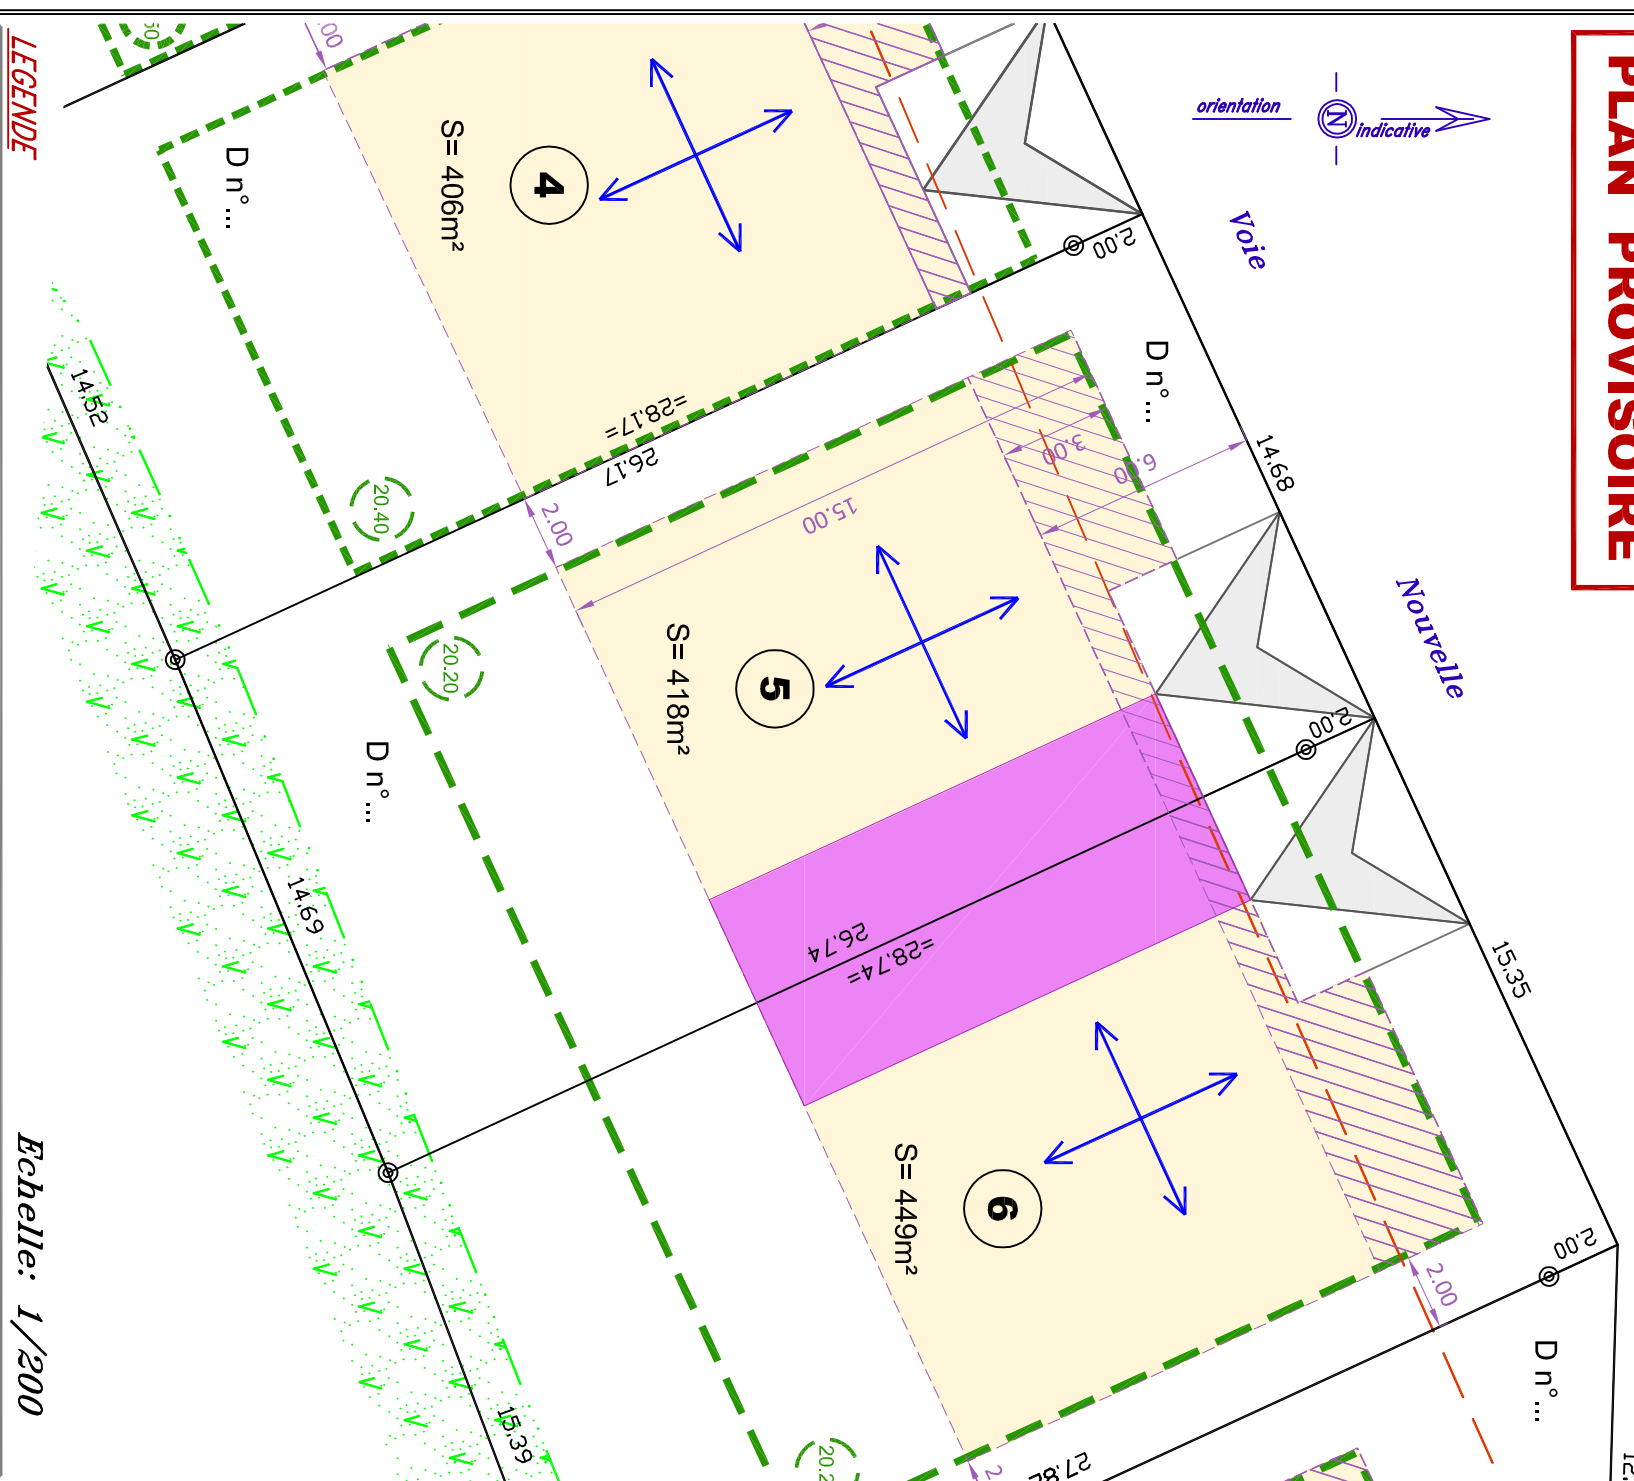 PLAN PROVISOIRE
orientation
N
indicative
LEGENDE
Voie
Nouvelle
D n° ...
4
S= 406m²
2.00
D n° ...
14.68
=28.17=
26.17
3.00
6.00
15.00
2.00
14.52
20.40
20.20
5
S= 418m²
2.00
D n° ...
14.69
26.74
=28.74=
15.35
6
S= 449m²
2.00
2.00
D n° ...
15.39
Echelle: 1/200